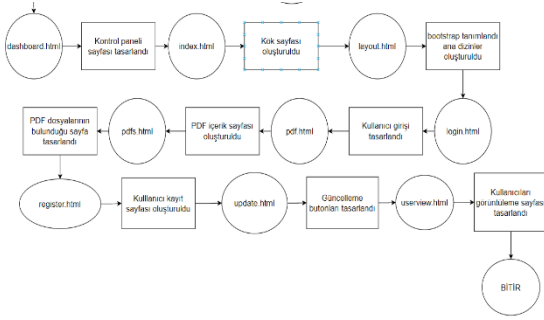 dashboard.html
Kontrol paneli
sayfası tasarlandı
index.html
Kok sayfası
oluşturuldu
layout.html
bootstrap tanımlandı
ana dizinler
oluşturuldu
login.html
Kullanıcı girişi
tasarlandı
pdf.html
PDF içerik sayfası
oluşturuldu
pdfs.html
PDF dosyalarının
bulunduğu sayfa
tasarlandı
register.html
Kulllanıcı kayıt
sayfası oluşturuldu
update.html
Güncelleme
butonları tasarlandı
userview.html
Kullanıcıları
görüntüleme sayfası
tasarlandı
BİTİR